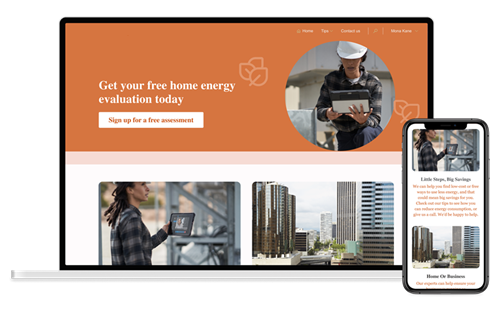 Home Tips Contact us Mona Kane
Get your free home energy
evaluation today
Sign up for a free assessment
Little Steps, Big Savings
We can help you find low-cost or free
ways to use less energy, and that
could mean big savings for you.
Check out our tips to see how you
can reduce energy consumption, or
give us a call. We'd be happy to help.
Home Or Business
Our experts can help ensure your